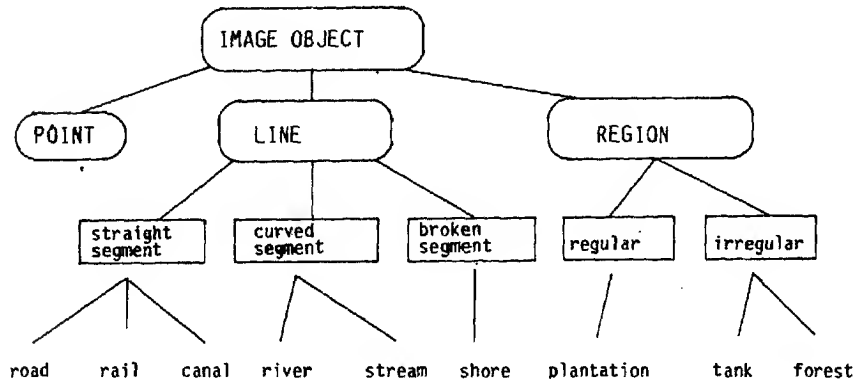 IMAGE OBJECT
POINT
LINE
REGION
straight
segment
curved
segment
broken
segment
regular
irregular
road rail canal river stream shore plantation tank forest